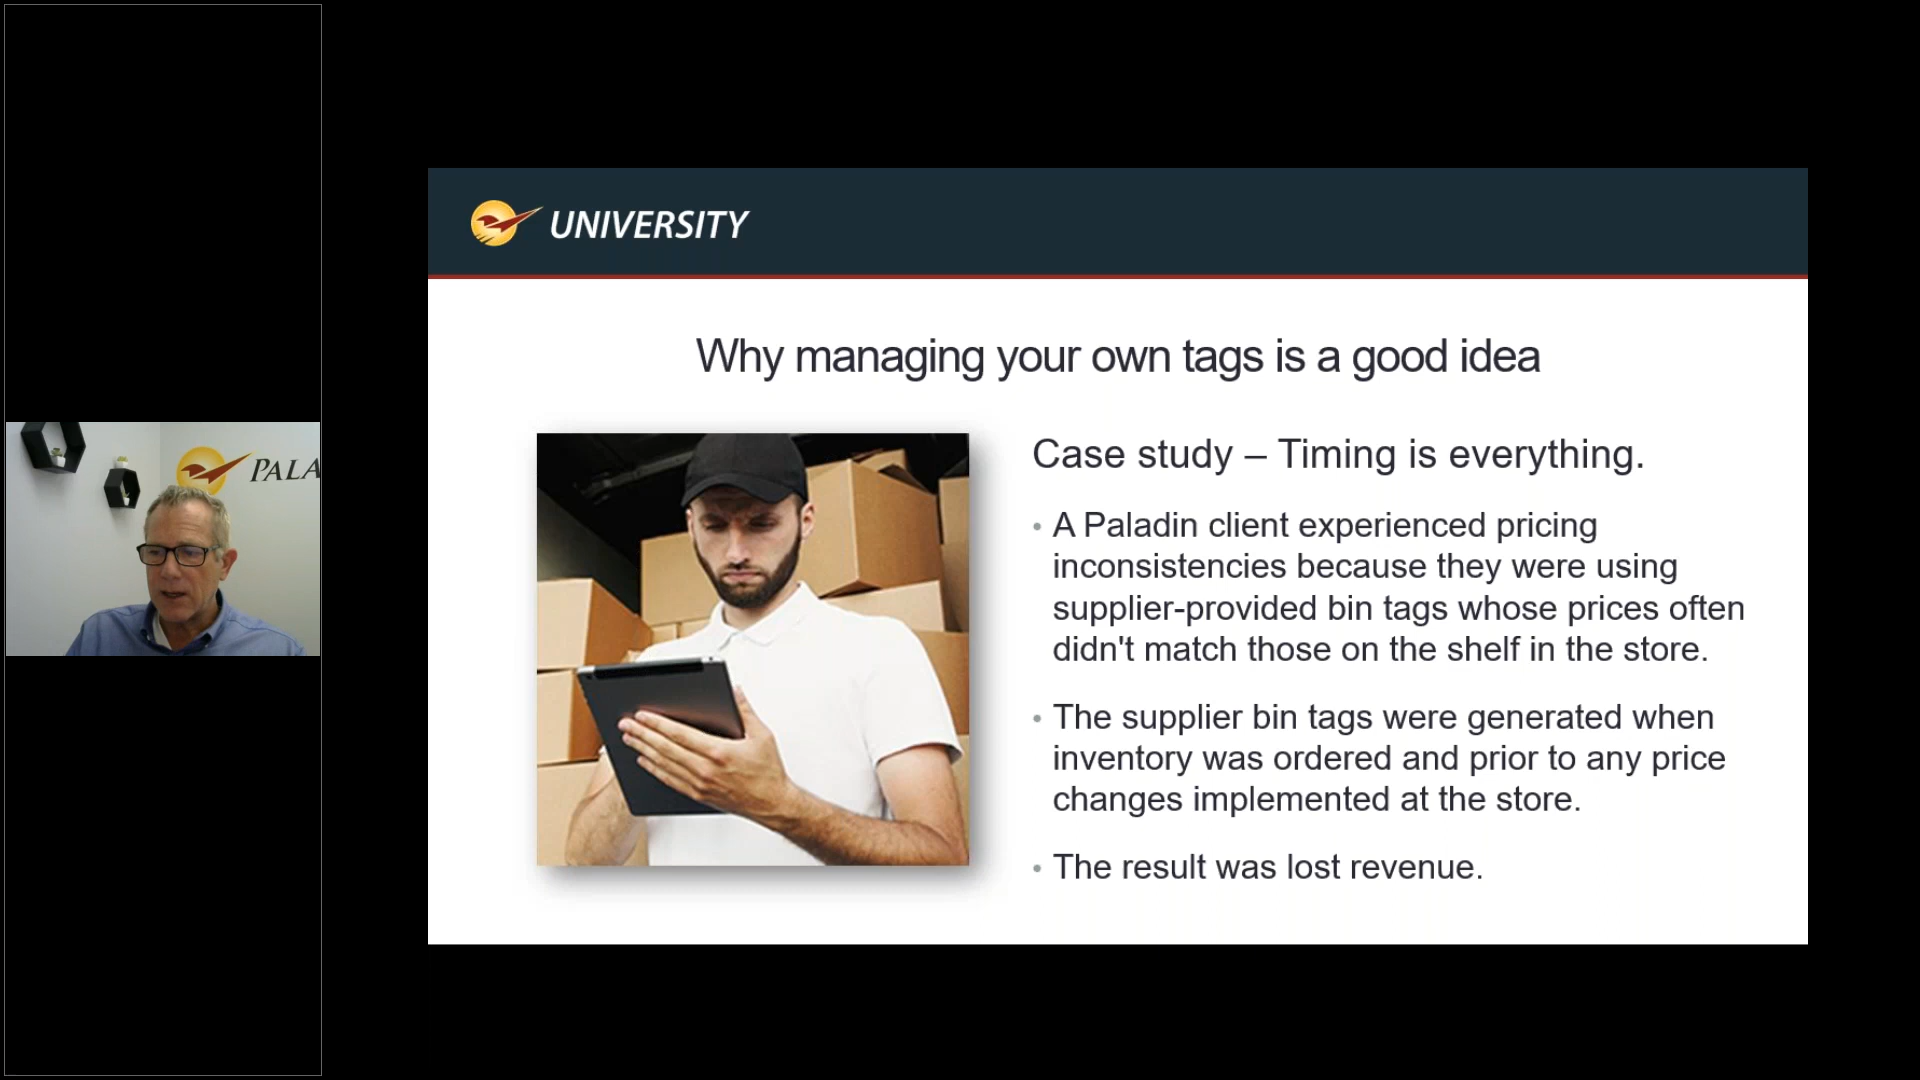 UNIVERSITY
Why managing your own tags is a good idea
PALA
Case study – Timing is everything.
• A Paladin client experienced pricing
inconsistencies because they were using
supplier-provided bin tags whose prices often
didn't match those on the shelf in the store.
• The supplier bin tags were generated when
inventory was ordered and prior to any price
changes implemented at the store.
• The result was lost revenue.